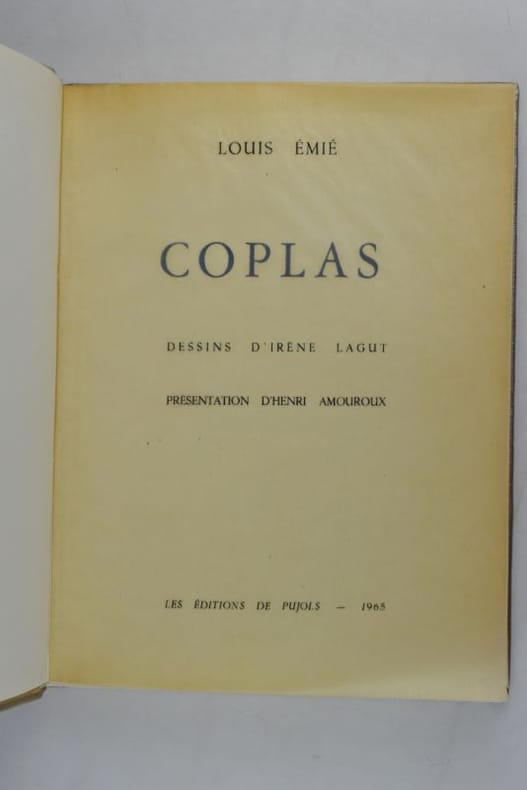 LOUIS ÉMIÉ
COPLAS
DESSINS D'IRÈNE LAGUT
PRÉSENTATION D'HENRI AMOUROUX
LES ÉDITIONS DE PUJOLS — 1965